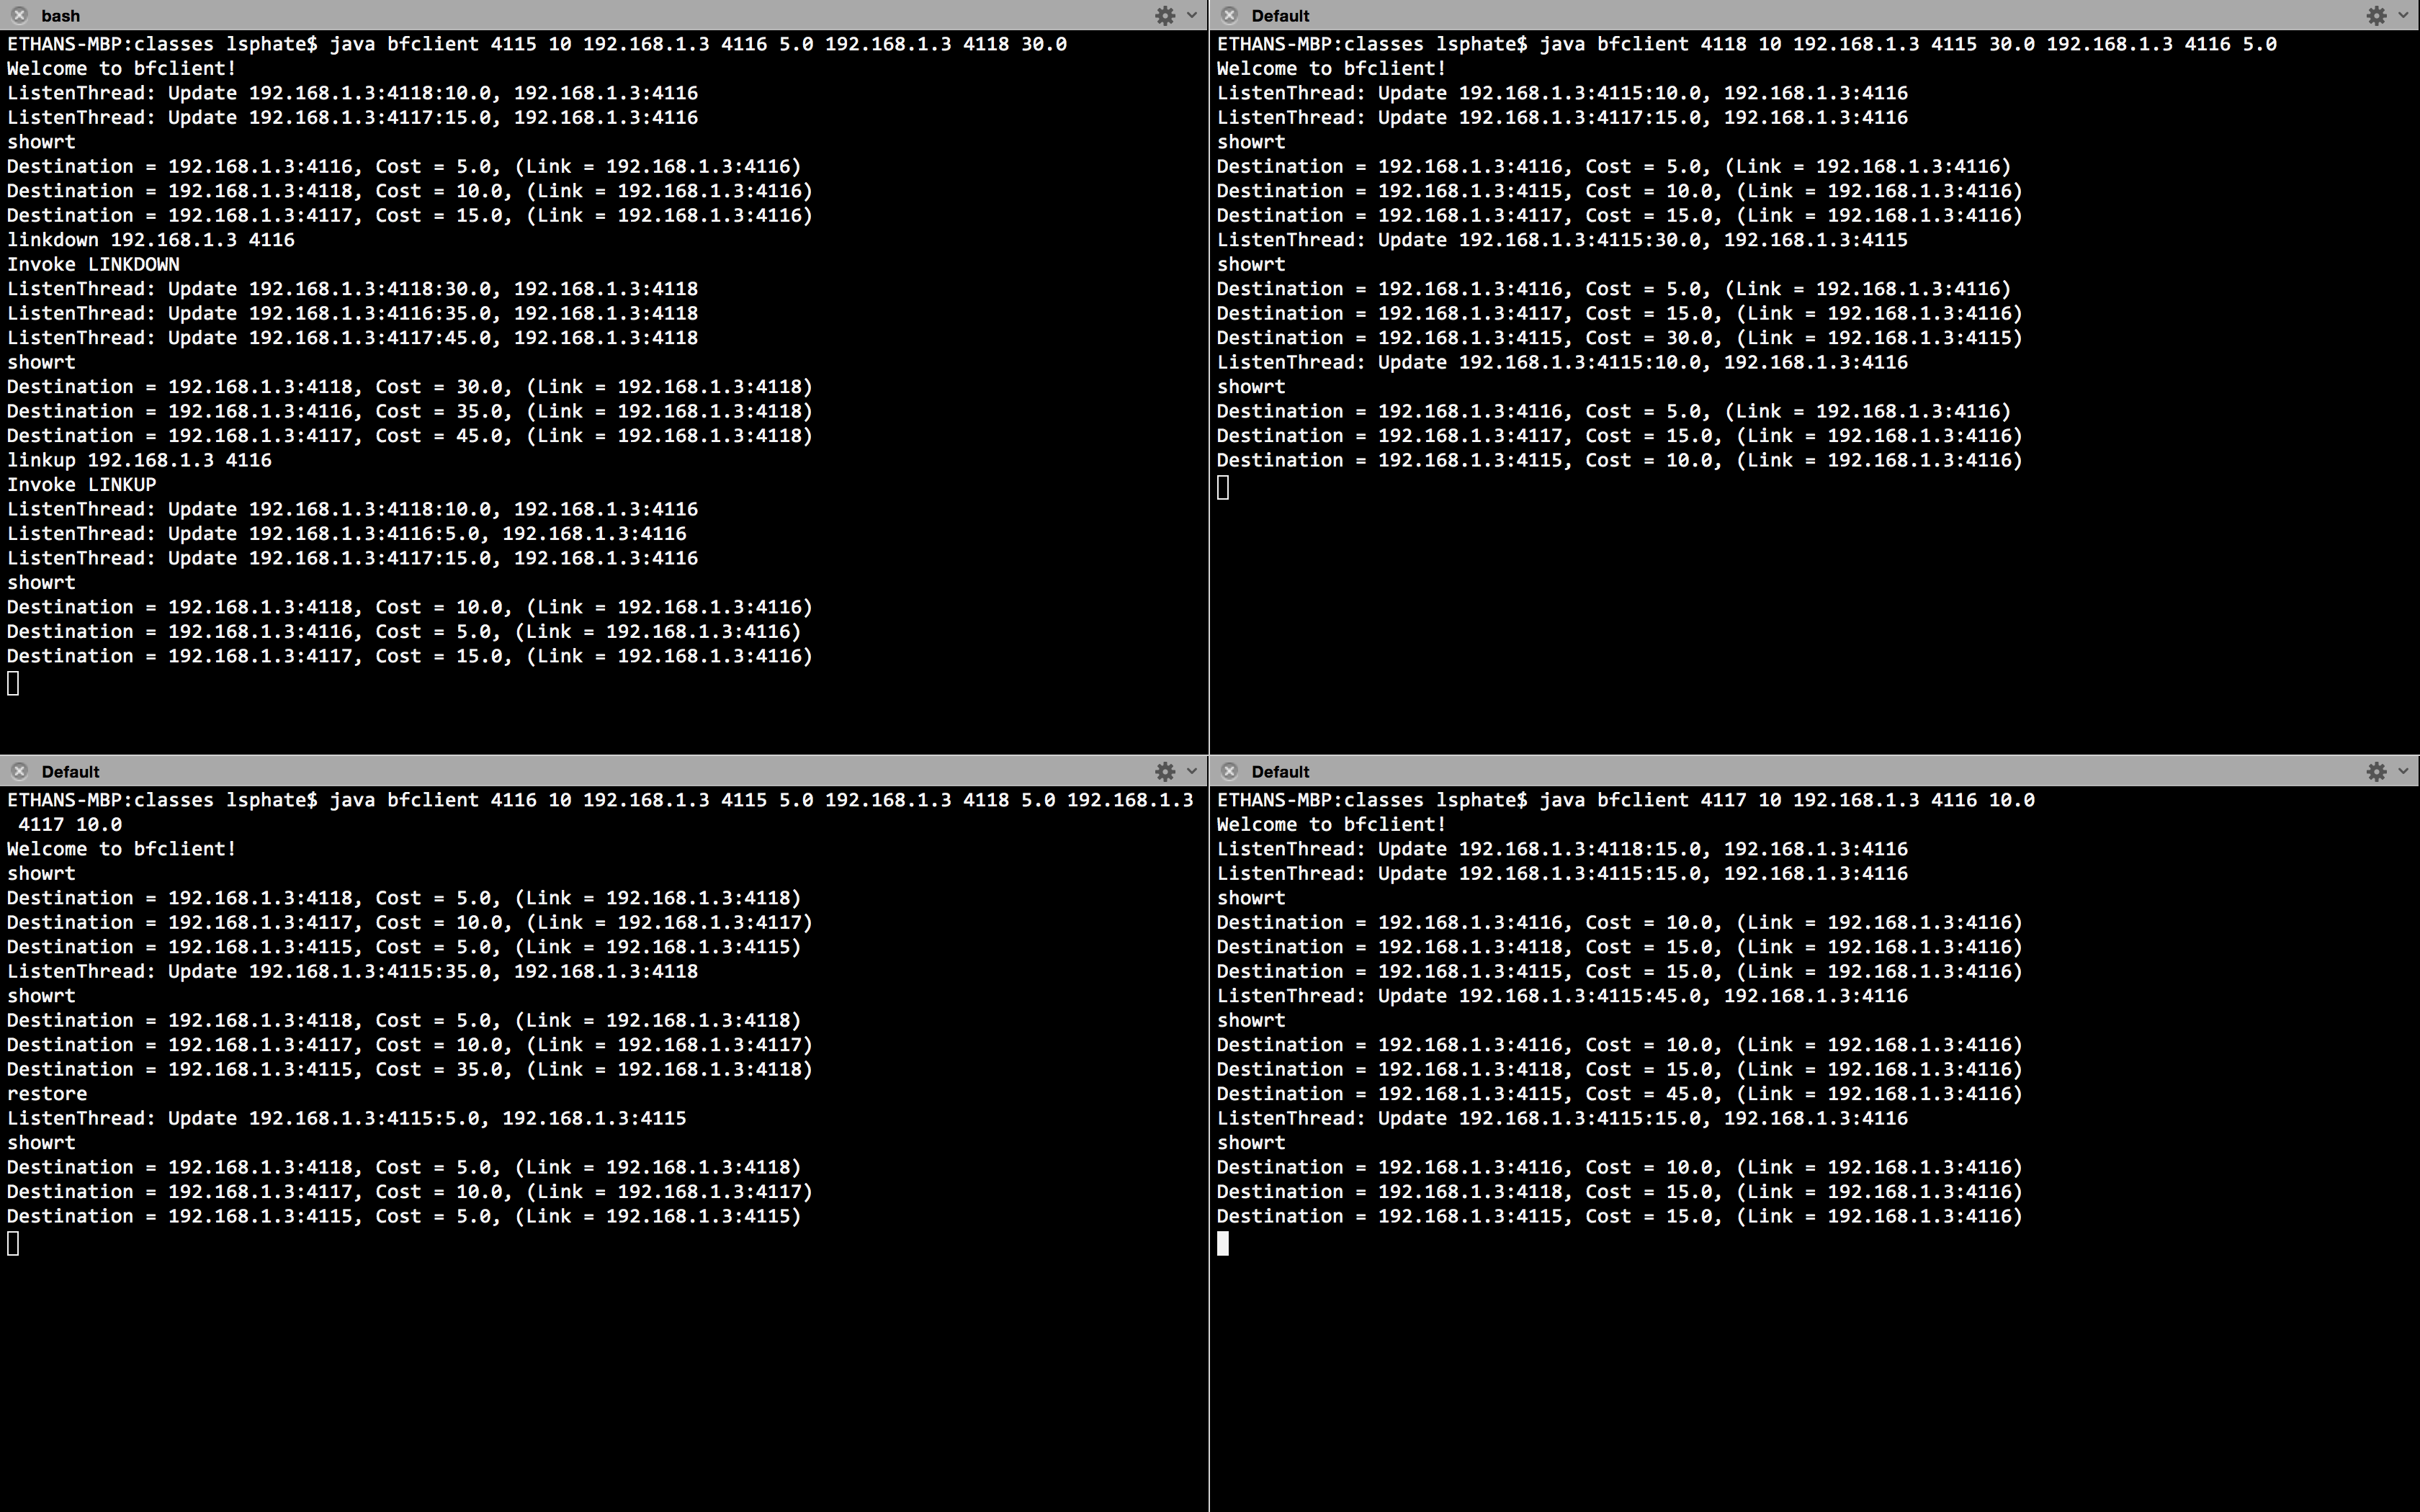 bash
ETHANS-MBP:classes lsphate$ java bfclient 4115 10 192.168.1.3 4116 5.0 192.168.1.3 4118 30.0
Welcome to bfclient!
ListenThread: Update 192.168.1.3:4118:10.0, 192.168.1.3:4116
ListenThread: Update 192.168.1.3:4117:15.0, 192.168.1.3:4116
showrt
Destination = 192.168.1.3:4116, Cost = 5.0, (Link = 192.168.1.3:4116)
Destination = 192.168.1.3:4118, Cost = 10.0, (Link = 192.168.1.3:4116)
Destination = 192.168.1.3:4117, Cost = 15.0, (Link = 192.168.1.3:4116)
linkdown 192.168.1.3 4116
Invoke LINKDOWN
ListenThread: Update 192.168.1.3:4118:30.0, 192.168.1.3:4118
ListenThread: Update 192.168.1.3:4116:35.0, 192.168.1.3:4118
ListenThread: Update 192.168.1.3:4117:45.0, 192.168.1.3:4118
showrt
Destination = 192.168.1.3:4118, Cost = 30.0, (Link = 192.168.1.3:4118)
Destination = 192.168.1.3:4116, Cost = 35.0, (Link = 192.168.1.3:4118)
Destination = 192.168.1.3:4117, Cost = 45.0, (Link = 192.168.1.3:4118)
linkup 192.168.1.3 4116
Invoke LINKUP
ListenThread: Update 192.168.1.3:4118:10.0, 192.168.1.3:4116
ListenThread: Update 192.168.1.3:4116:5.0, 192.168.1.3:4116
ListenThread: Update 192.168.1.3:4117:15.0, 192.168.1.3:4116
showrt
Destination = 192.168.1.3:4118, Cost = 10.0, (Link = 192.168.1.3:4116)
Destination = 192.168.1.3:4116, Cost = 5.0, (Link = 192.168.1.3:4116)
Destination = 192.168.1.3:4117, Cost = 15.0, (Link = 192.168.1.3:4116)
Default
ETHANS-MBP:classes lsphate$ java bfclient 4118 10 192.168.1.3 4115 30.0 192.168.1.3 4116 5.0
Welcome to bfclient!
ListenThread: Update 192.168.1.3:4115:10.0, 192.168.1.3:4116
ListenThread: Update 192.168.1.3:4117:15.0, 192.168.1.3:4116
showrt
Destination = 192.168.1.3:4116, Cost = 5.0, (Link = 192.168.1.3:4116)
Destination = 192.168.1.3:4115, Cost = 10.0, (Link = 192.168.1.3:4116)
Destination = 192.168.1.3:4117, Cost = 15.0, (Link = 192.168.1.3:4116)
ListenThread: Update 192.168.1.3:4115:30.0, 192.168.1.3:4115
showrt
Destination = 192.168.1.3:4116, Cost = 5.0, (Link = 192.168.1.3:4116)
Destination = 192.168.1.3:4117, Cost = 15.0, (Link = 192.168.1.3:4116)
Destination = 192.168.1.3:4115, Cost = 30.0, (Link = 192.168.1.3:4115)
ListenThread: Update 192.168.1.3:4115:10.0, 192.168.1.3:4116
showrt
Destination = 192.168.1.3:4116, Cost = 5.0, (Link = 192.168.1.3:4116)
Destination = 192.168.1.3:4117, Cost = 15.0, (Link = 192.168.1.3:4116)
Destination = 192.168.1.3:4115, Cost = 10.0, (Link = 192.168.1.3:4116)
Default
ETHANS-MBP:classes lsphate$ java bfclient 4116 10 192.168.1.3 4115 5.0 192.168.1.3 4118 5.0 192.168.1.3
4117 10.0
Welcome to bfclient!
showrt
Destination = 192.168.1.3:4118, Cost = 5.0, (Link = 192.168.1.3:4118)
Destination = 192.168.1.3:4117, Cost = 10.0, (Link = 192.168.1.3:4117)
Destination = 192.168.1.3:4115, Cost = 5.0, (Link = 192.168.1.3:4115)
ListenThread: Update 192.168.1.3:4115:35.0, 192.168.1.3:4118
showrt
Destination = 192.168.1.3:4118, Cost = 5.0, (Link = 192.168.1.3:4118)
Destination = 192.168.1.3:4117, Cost = 10.0, (Link = 192.168.1.3:4117)
Destination = 192.168.1.3:4115, Cost = 35.0, (Link = 192.168.1.3:4118)
restore
ListenThread: Update 192.168.1.3:4115:5.0, 192.168.1.3:4115
showrt
Destination = 192.168.1.3:4118, Cost = 5.0, (Link = 192.168.1.3:4118)
Destination = 192.168.1.3:4117, Cost = 10.0, (Link = 192.168.1.3:4117)
Destination = 192.168.1.3:4115, Cost = 5.0, (Link = 192.168.1.3:4115)
Default
ETHANS-MBP:classes lsphate$ java bfclient 4117 10 192.168.1.3 4116 10.0
Welcome to bfclient!
ListenThread: Update 192.168.1.3:4118:15.0, 192.168.1.3:4116
ListenThread: Update 192.168.1.3:4115:15.0, 192.168.1.3:4116
showrt
Destination = 192.168.1.3:4116, Cost = 10.0, (Link = 192.168.1.3:4116)
Destination = 192.168.1.3:4118, Cost = 15.0, (Link = 192.168.1.3:4116)
Destination = 192.168.1.3:4115, Cost = 15.0, (Link = 192.168.1.3:4116)
ListenThread: Update 192.168.1.3:4115:45.0, 192.168.1.3:4116
showrt
Destination = 192.168.1.3:4116, Cost = 10.0, (Link = 192.168.1.3:4116)
Destination = 192.168.1.3:4118, Cost = 15.0, (Link = 192.168.1.3:4116)
Destination = 192.168.1.3:4115, Cost = 45.0, (Link = 192.168.1.3:4116)
ListenThread: Update 192.168.1.3:4115:15.0, 192.168.1.3:4116
showrt
Destination = 192.168.1.3:4116, Cost = 10.0, (Link = 192.168.1.3:4116)
Destination = 192.168.1.3:4118, Cost = 15.0, (Link = 192.168.1.3:4116)
Destination = 192.168.1.3:4115, Cost = 15.0, (Link = 192.168.1.3:4116)